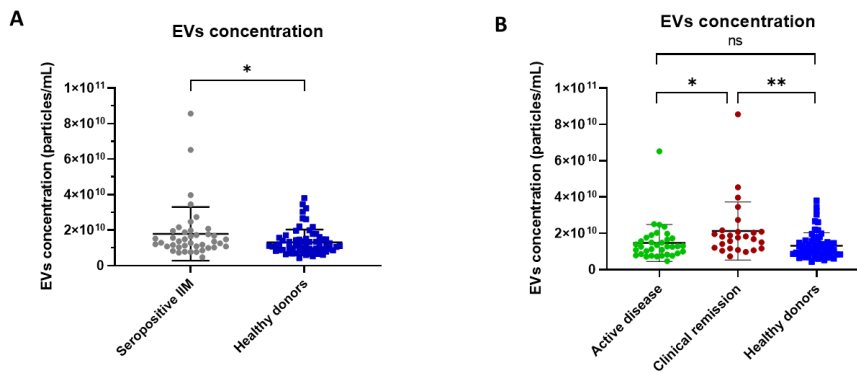 A
EVs concentration
*
EVs concentration (particles/mL)
1×10¹¹
8×10¹⁰
6×10¹⁰
4×10¹⁰
2×10¹⁰
0
Seropositive IIM
Healthy donors
B
EVs concentration
ns
*
**
EVs concentration (particles/mL)
1×10¹¹
8×10¹⁰
6×10¹⁰
4×10¹⁰
2×10¹⁰
0
Active disease
Clinical remission
Healthy donors